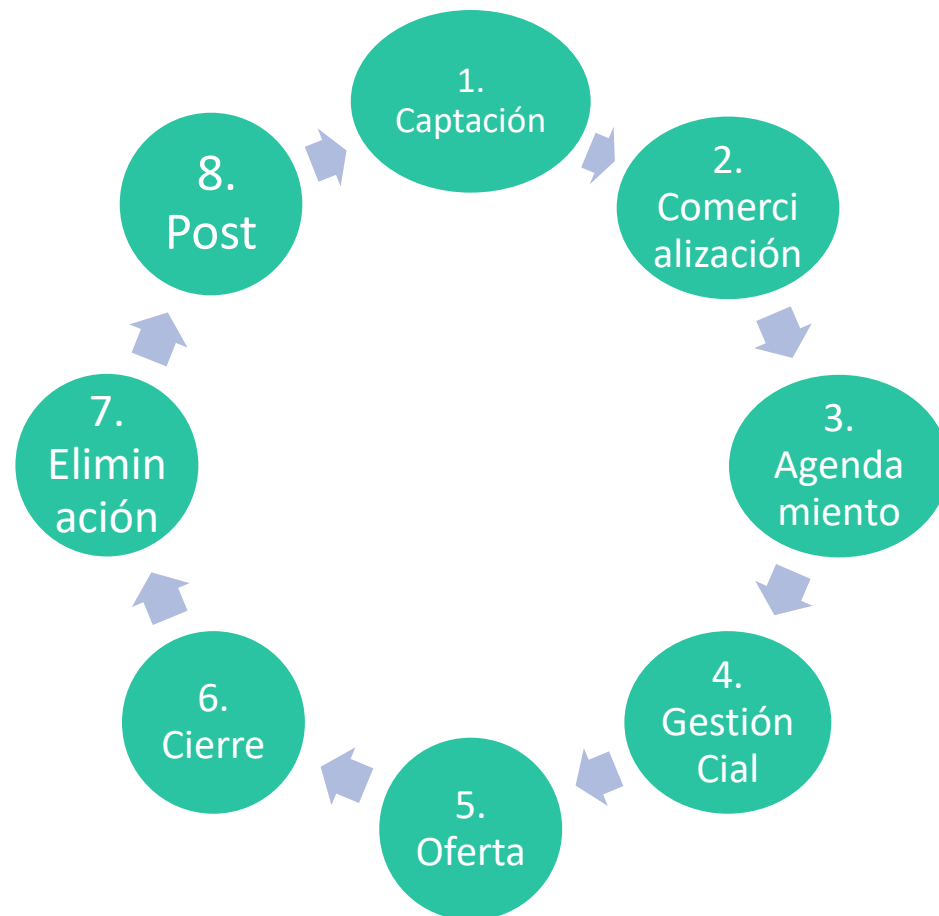 1.
Captación
2.
Comerci
alización
3.
Agenda
miento
4.
Gestión
Cial
5.
Oferta
6.
Cierre
7.
Elimin
ación
8.
Post